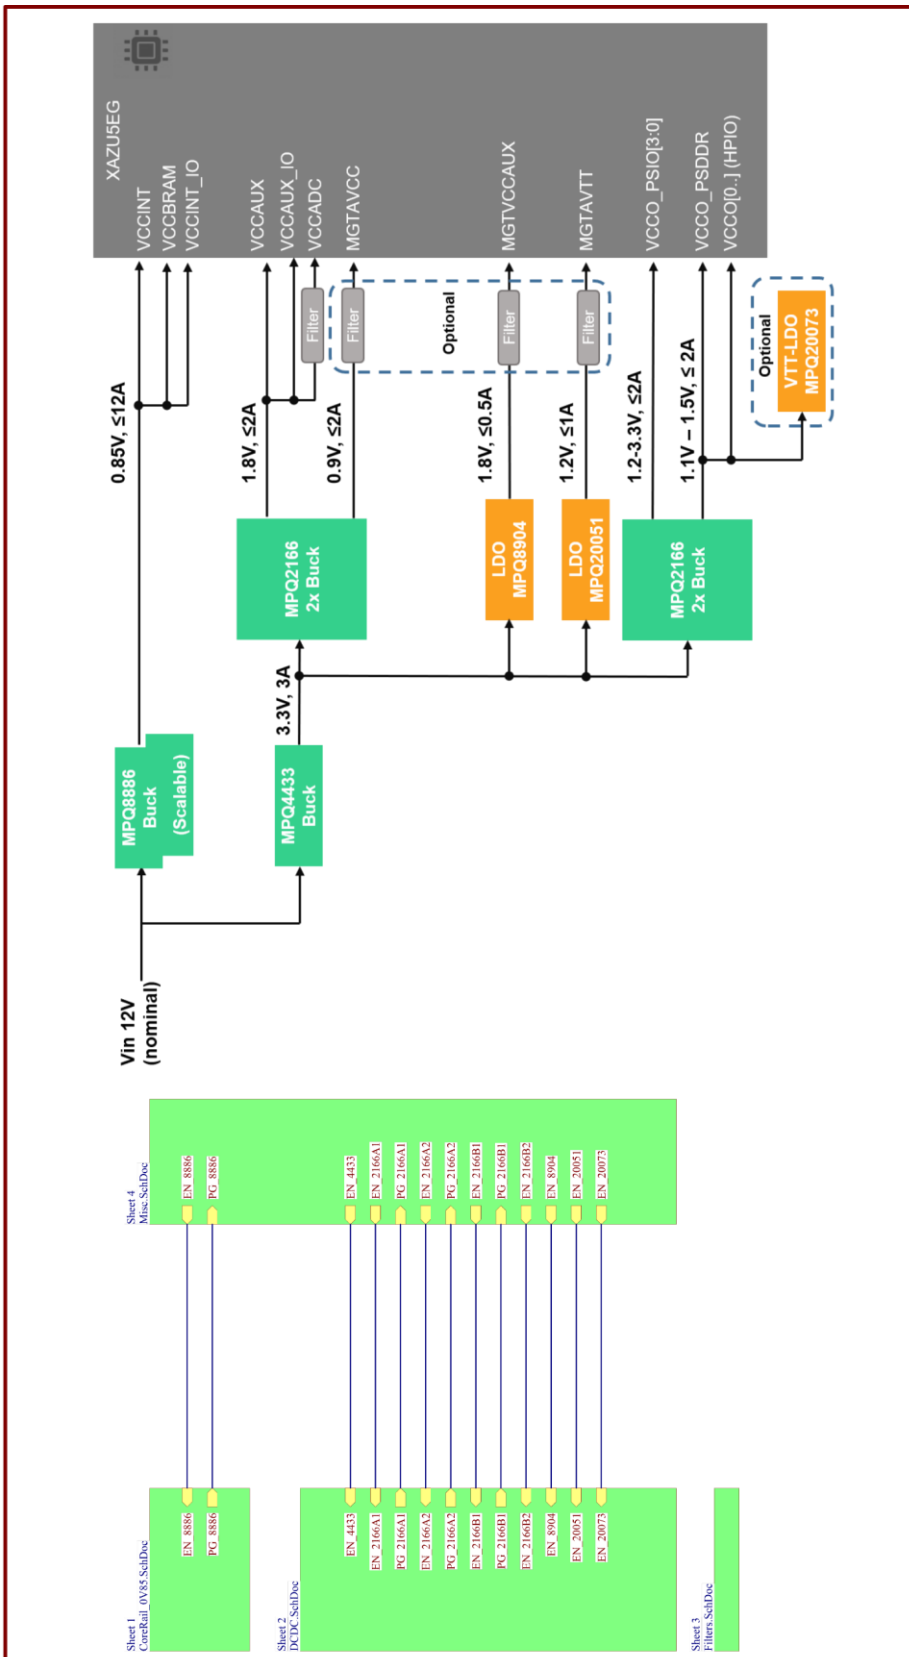 Sheet 1
CoreRail_0V85.SchDoc
EN_8886
PG_8886
Sheet 2
DCDC.SchDoc
EN_4433
EN_2166A1
PG_2166A1
EN_2166A2
PG_2166A2
EN_2166B1
PG_2166B1
EN_2166B2
EN_8904
EN_20051
EN_20073
Sheet 3
Filters.SchDoc
Sheet 4
Misc.SchDoc
EN_8886
PG_8886
EN_4433
EN_2166A1
PG_2166A1
EN_2166A2
PG_2166A2
EN_2166B1
PG_2166B1
EN_2166B2
EN_8904
EN_20051
EN_20073
Vin 12V
(nominal)
MPQ8886
Buck
(Scalable)
MPQ4433
Buck
3.3V, 3A
MPQ2166
2x Buck
LDO
MPQ8904
LDO
MPQ20051
MPQ2166
2x Buck
0.85V, ≤12A
1.8V, ≤2A
0.9V, ≤2A
1.8V, ≤0.5A
1.2V, ≤1A
1.2-3.3V, ≤2A
1.1V – 1.5V, ≤ 2A
Filter
Filter
Optional
Filter
Filter
Optional
VTT-LDO
MPQ20073
XAZU5EG
VCCINT
VCCBRAM
VCCINT_IO
VCCAUX
VCCAUX_IO
VCCADC
MGTAVCC
MGTVCCAUX
MGTAVTT
VCCO_PSIO[3:0]
VCCO_PSDDR
VCCO[0..] (HPIO)